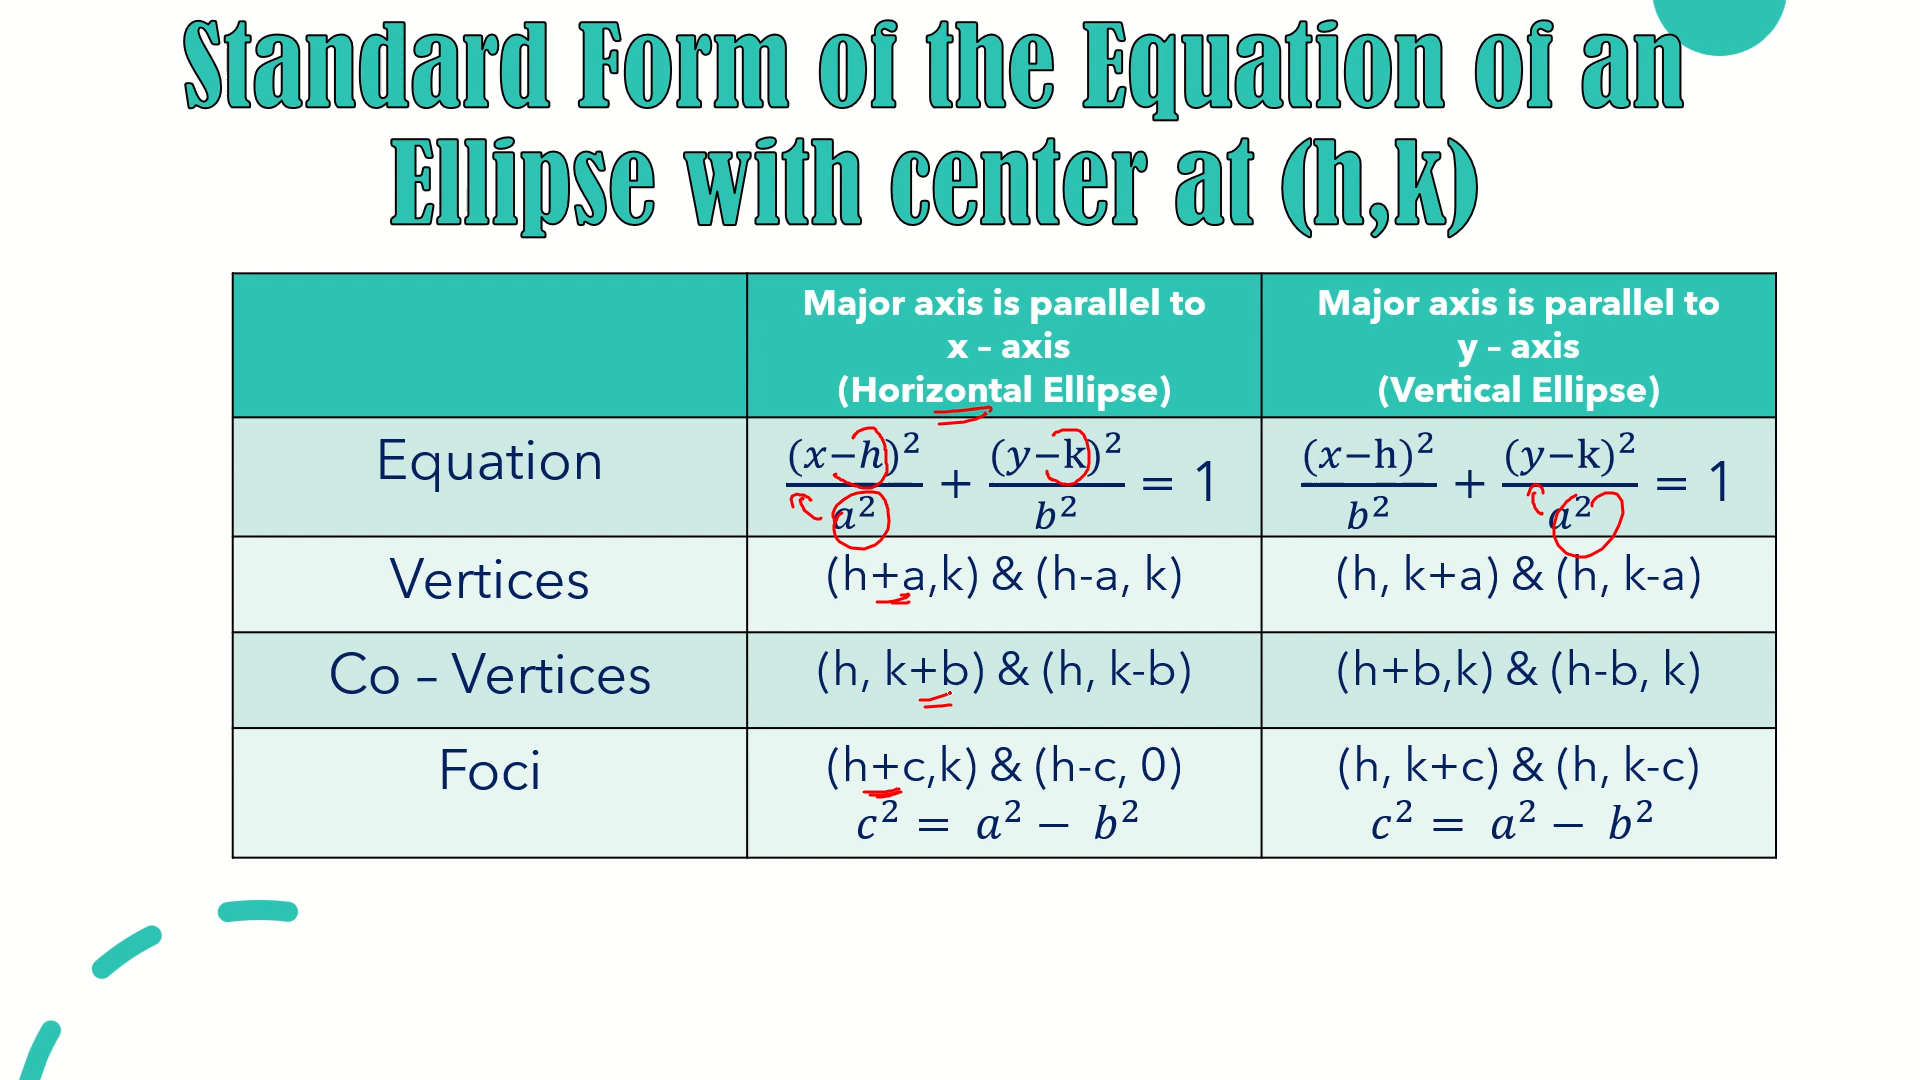 Standard Form of the Equation of an
Ellipse with center at (h,k)
Major axis is parallel to
x – axis
(Horizontal Ellipse)
Major axis is parallel to
y – axis
(Vertical Ellipse)
Equation
(x−h)²/a² + (y−k)²/b² = 1
(x−h)²/b² + (y−k)²/a² = 1
Vertices
(h+a,k) & (h-a, k)
(h, k+a) & (h, k-a)
Co – Vertices
(h, k+b) & (h, k-b)
(h+b,k) & (h-b, k)
Foci
(h+c,k) & (h-c, 0)
c² = a² − b²
(h, k+c) & (h, k-c)
c² = a² − b²